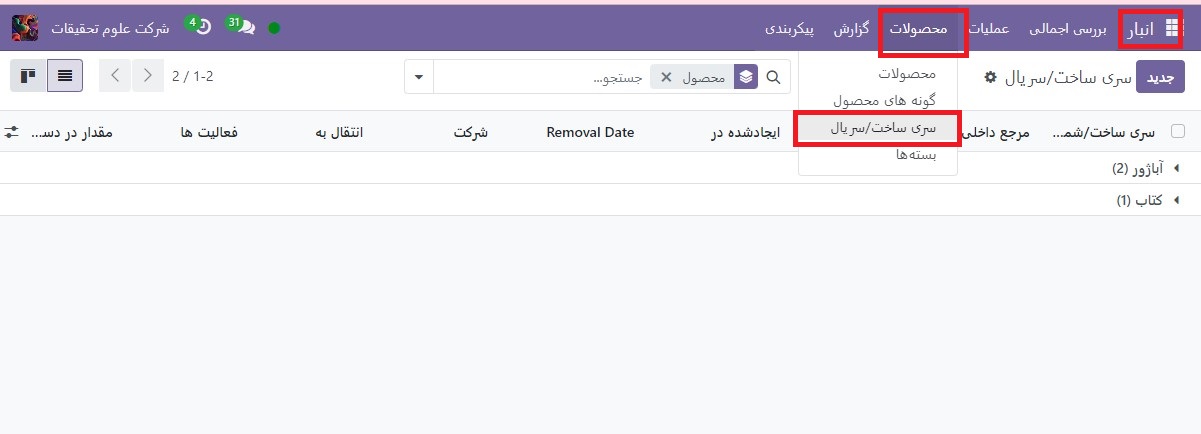 انبار بررسی اجمالی عملیات محصولات گزارش پیکربندی 31 4 شرکت علوم تحقیقات
جدید سری ساخت/سریال محصول جستجو... 1-2 / 2
محصولات
گونه های محصول
سری ساخت/سریال
بسته‌ها
سری ساخت/شم... مرجع داخلی ایجادشده در Removal Date شرکت انتقال به فعالیت ها مقدار در دس...
آباژور (2)
کتاب (1)